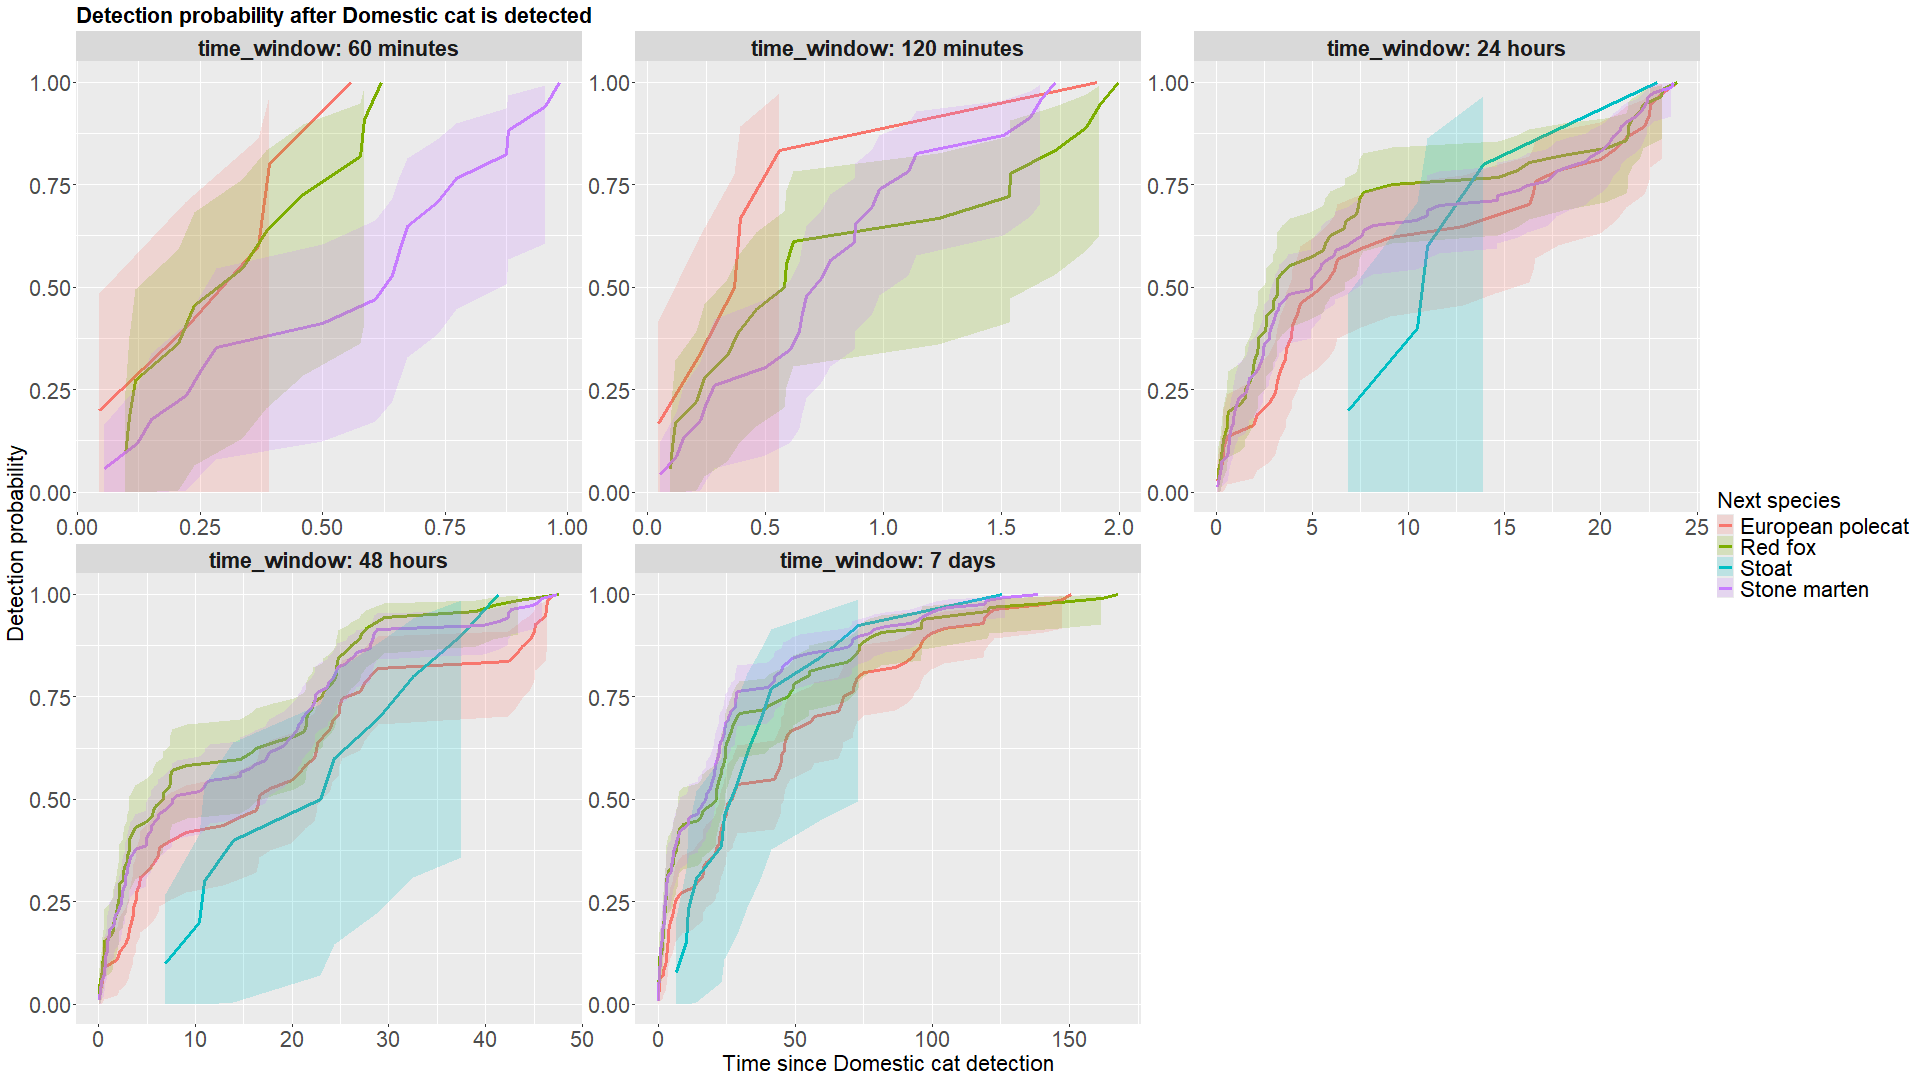 Detection probability after Domestic cat is detected
time_window: 60 minutes
time_window: 120 minutes
time_window: 24 hours
1.00
0.75
0.50
0.25
0.00
0.00 0.25 0.50 0.75 1.00
1.00
0.75
0.50
0.25
0.00
0.0 0.5 1.0 1.5 2.0
1.00
0.75
0.50
0.25
0.00
0 5 10 15 20 25
time_window: 48 hours
time_window: 7 days
1.00
0.75
0.50
0.25
0.00
0 10 20 30 40 50
1.00
0.75
0.50
0.25
0.00
0 50 100 150
Detection probability
Time since Domestic cat detection
Next species
European polecat
Red fox
Stoat
Stone marten